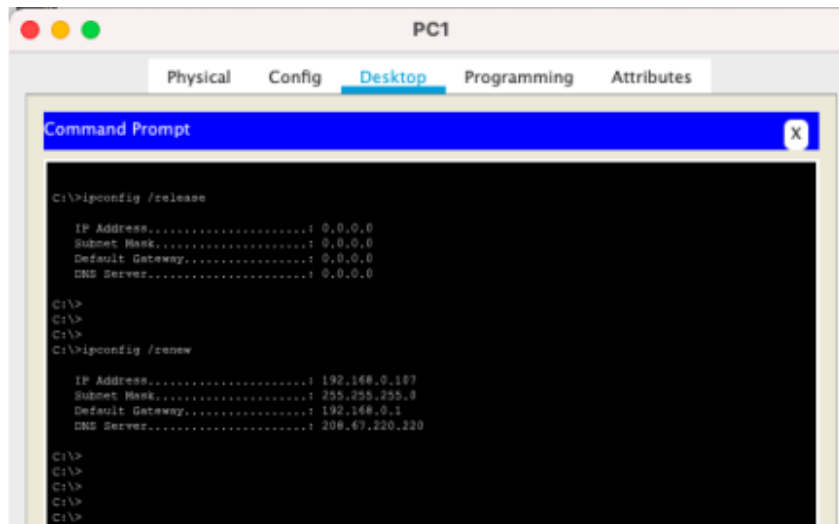 PC1
Physical Config Desktop Programming Attributes
Command Prompt X
C:\>ipconfig /release
IP Address......................: 0.0.0.0
Subnet Mask.....................: 0.0.0.0
Default Gateway.................: 0.0.0.0
DNS Server......................: 0.0.0.0
C:\>
C:\>
C:\>
C:\>ipconfig /renew
IP Address......................: 192.168.0.107
Subnet Mask.....................: 255.255.255.0
Default Gateway.................: 192.168.0.1
DNS Server......................: 208.67.220.220
C:\>
C:\>
C:\>
C:\>
C:\>